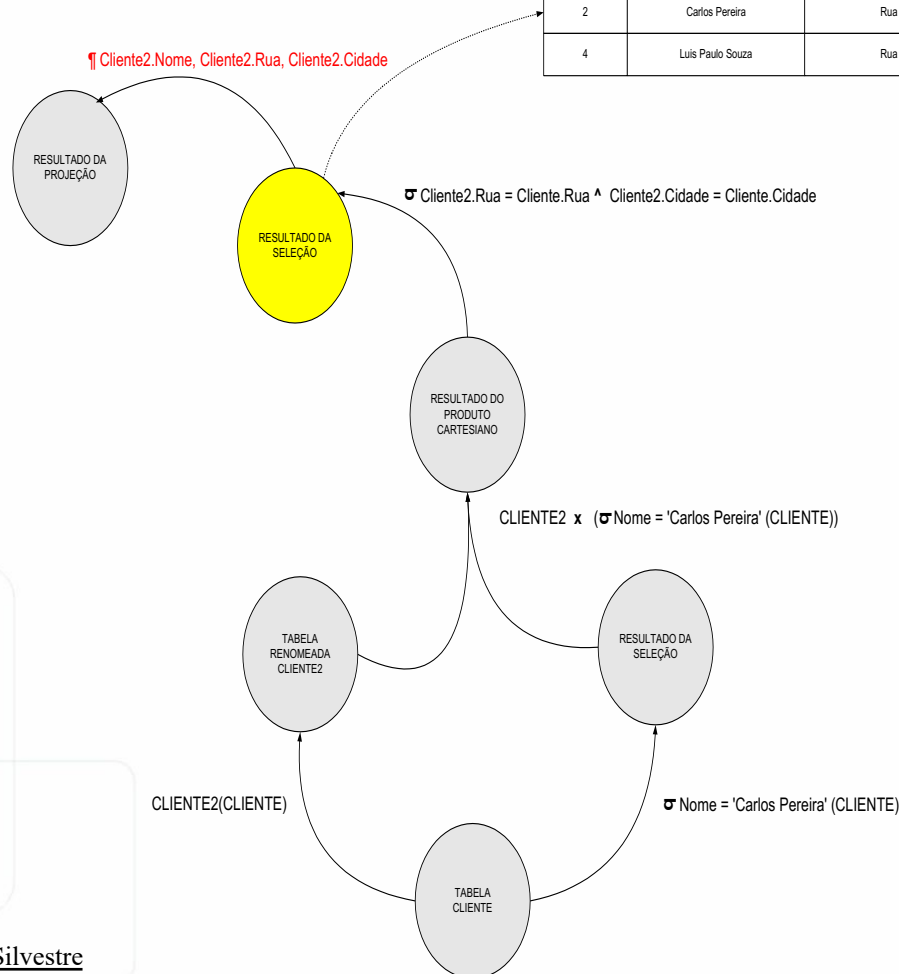 2 Carlos Pereira Rua
4 Luis Paulo Souza Rua
¶ Cliente2.Nome, Cliente2.Rua, Cliente2.Cidade
RESULTADO DA
PROJEÇÃO
σ Cliente2.Rua = Cliente.Rua ^ Cliente2.Cidade = Cliente.Cidade
RESULTADO DA
SELEÇÃO
RESULTADO DO
PRODUTO
CARTESIANO
CLIENTE2 x (σ Nome = 'Carlos Pereira' (CLIENTE))
TABELA
RENOMEADA
CLIENTE2
RESULTADO DA
SELEÇÃO
CLIENTE2(CLIENTE)
σ Nome = 'Carlos Pereira' (CLIENTE)
TABELA
CLIENTE
Silvestre